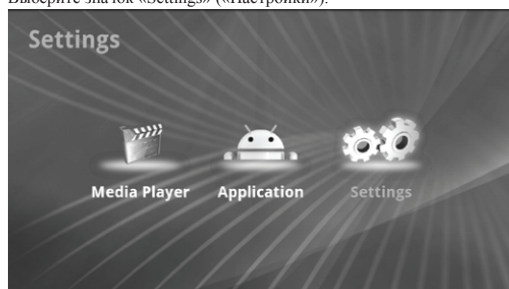 Выберите значок «Settings» («Настройки»).
Settings
Media Player
Application
Settings